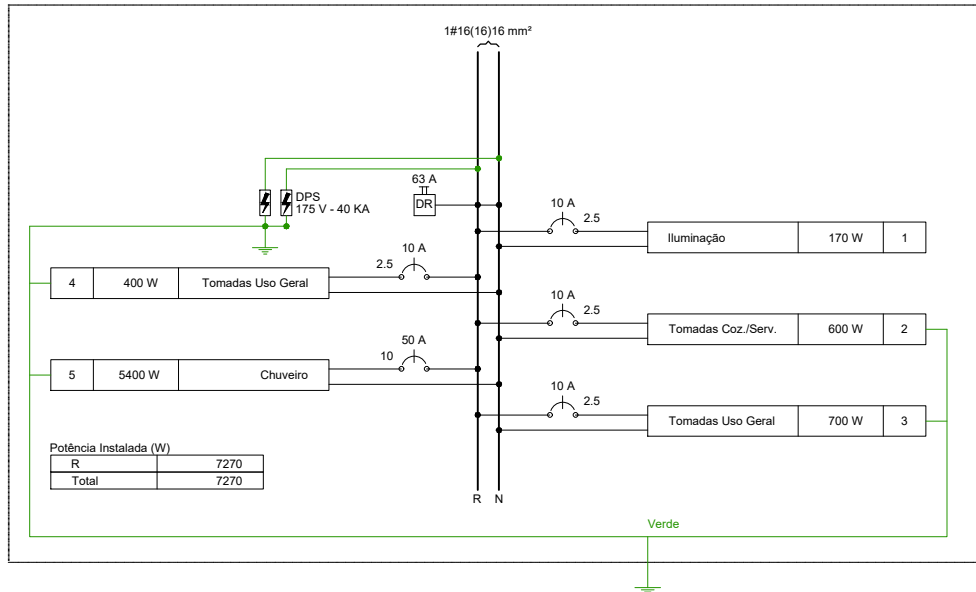 1#16(16)16 mm²
DPS
175 V - 40 KA
63 A
DR
10 A
2.5
Iluminação 170 W 1
10 A
2.5
4 400 W Tomadas Uso Geral
10 A
2.5
Tomadas Coz./Serv. 600 W 2
50 A
10
5 5400 W Chuveiro
10 A
2.5
Tomadas Uso Geral 700 W 3
Potência Instalada (W)
R 7270
Total 7270
R N
Verde